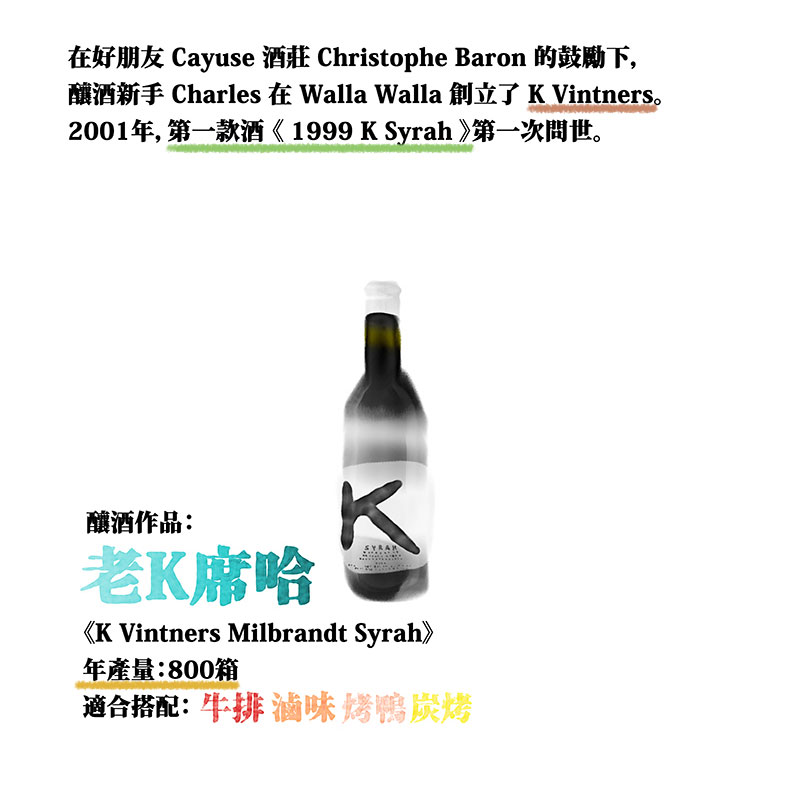 在好朋友 Cayuse 酒莊 Christophe Baron 的鼓勵下,
釀酒新手 Charles 在 Walla Walla 創立了 K Vintners。
2001年, 第一款酒《 1999 K Syrah 》第一次問世。
K
SYRAH
釀酒作品：
老K席哈
《K Vintners Milbrandt Syrah》
年產量：800箱
適合搭配： 牛排 滷味 烤鴨 炭烤